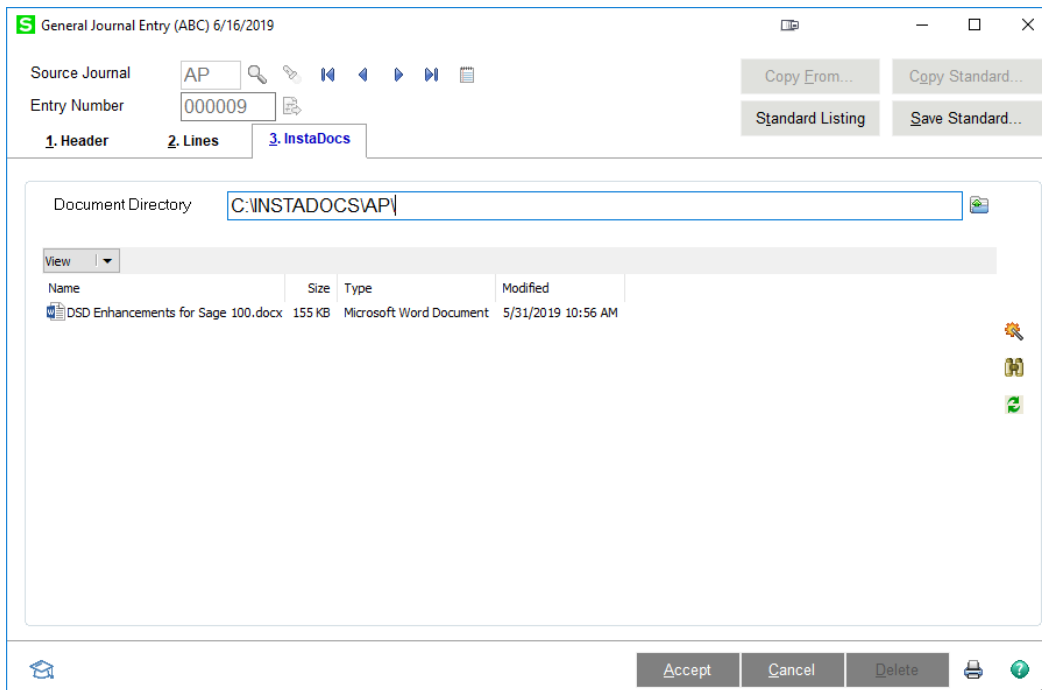 S General Journal Entry (ABC) 6/16/2019
Source Journal AP Copy From... Copy Standard...
Entry Number 000009 Standard Listing Save Standard...
1. Header 2. Lines 3. InstaDocs
Document Directory C:\INSTADOCS\AP\
View
Name Size Type Modified
DSD Enhancements for Sage 100.docx 155 KB Microsoft Word Document 5/31/2019 10:56 AM
Accept Cancel Delete